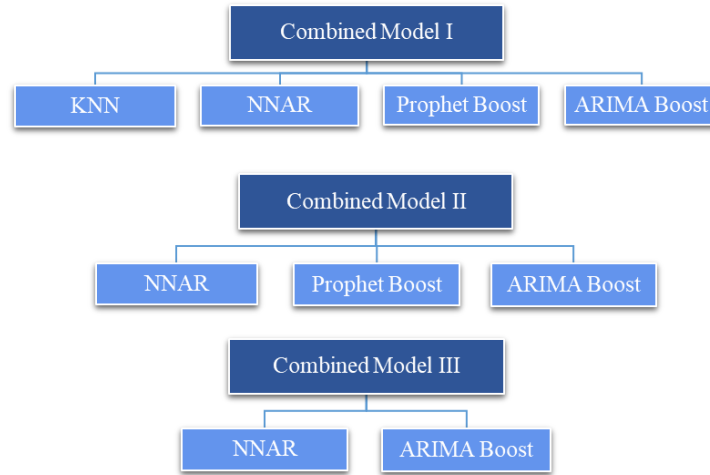 Combined Model I
KNN
NNAR
Prophet Boost
ARIMA Boost
Combined Model II
NNAR
Prophet Boost
ARIMA Boost
Combined Model III
NNAR
ARIMA Boost